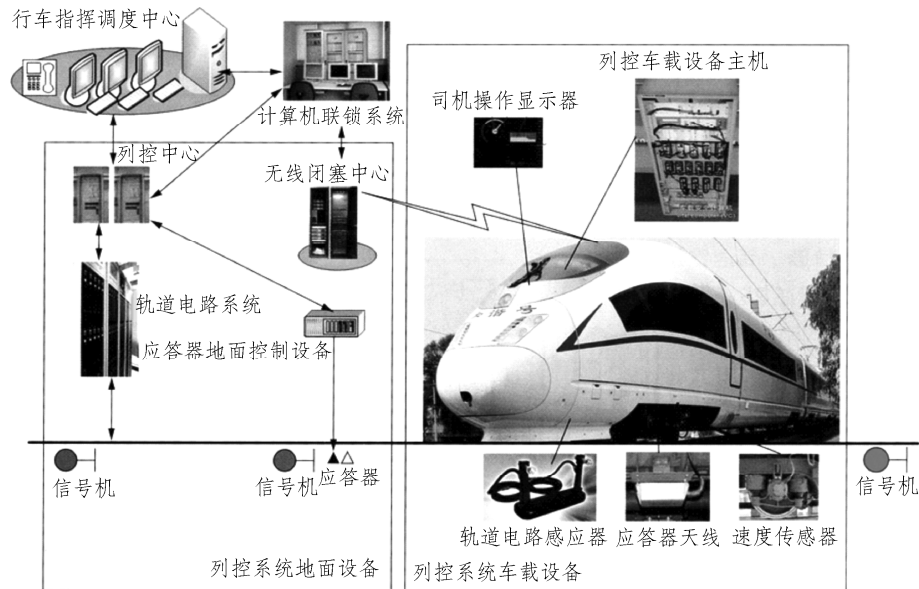 行车指挥调度中心
列控车载设备主机
司机操作显示器
计算机联锁系统
列控中心
无线闭塞中心
轨道电路系统
应答器地面控制设备
信号机
信号机
应答器
信号机
轨道电路感应器
应答器天线
速度传感器
列控系统地面设备
列控系统车载设备